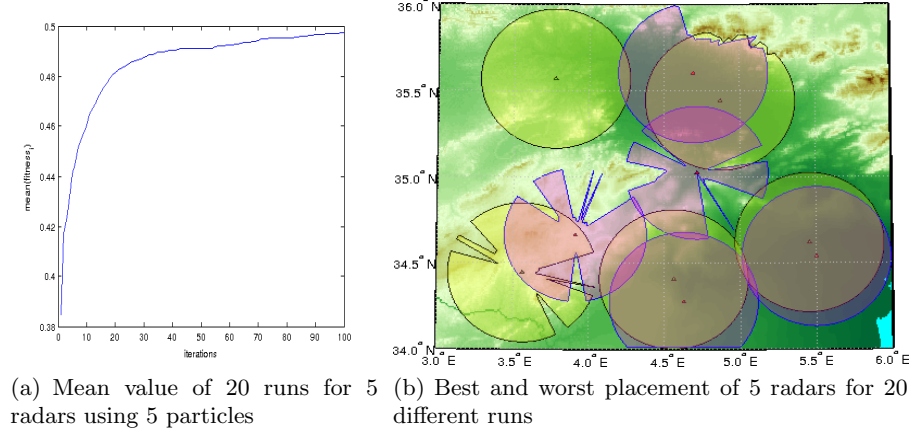 0.5
0.48
0.46
0.44
0.42
0.4
0.38
mean(fitness_i)
0 10 20 30 40 50 60 70 80 90 100
iterations
36.0° N
35.5° N
35.0° N
34.5° N
34.0° N
3.0° E 3.5° E 4.0° E 4.5° E 5.0° E 5.5° E 6.0° E
(a) Mean value of 20 runs for 5
radars using 5 particles
(b) Best and worst placement of 5 radars for 20
different runs